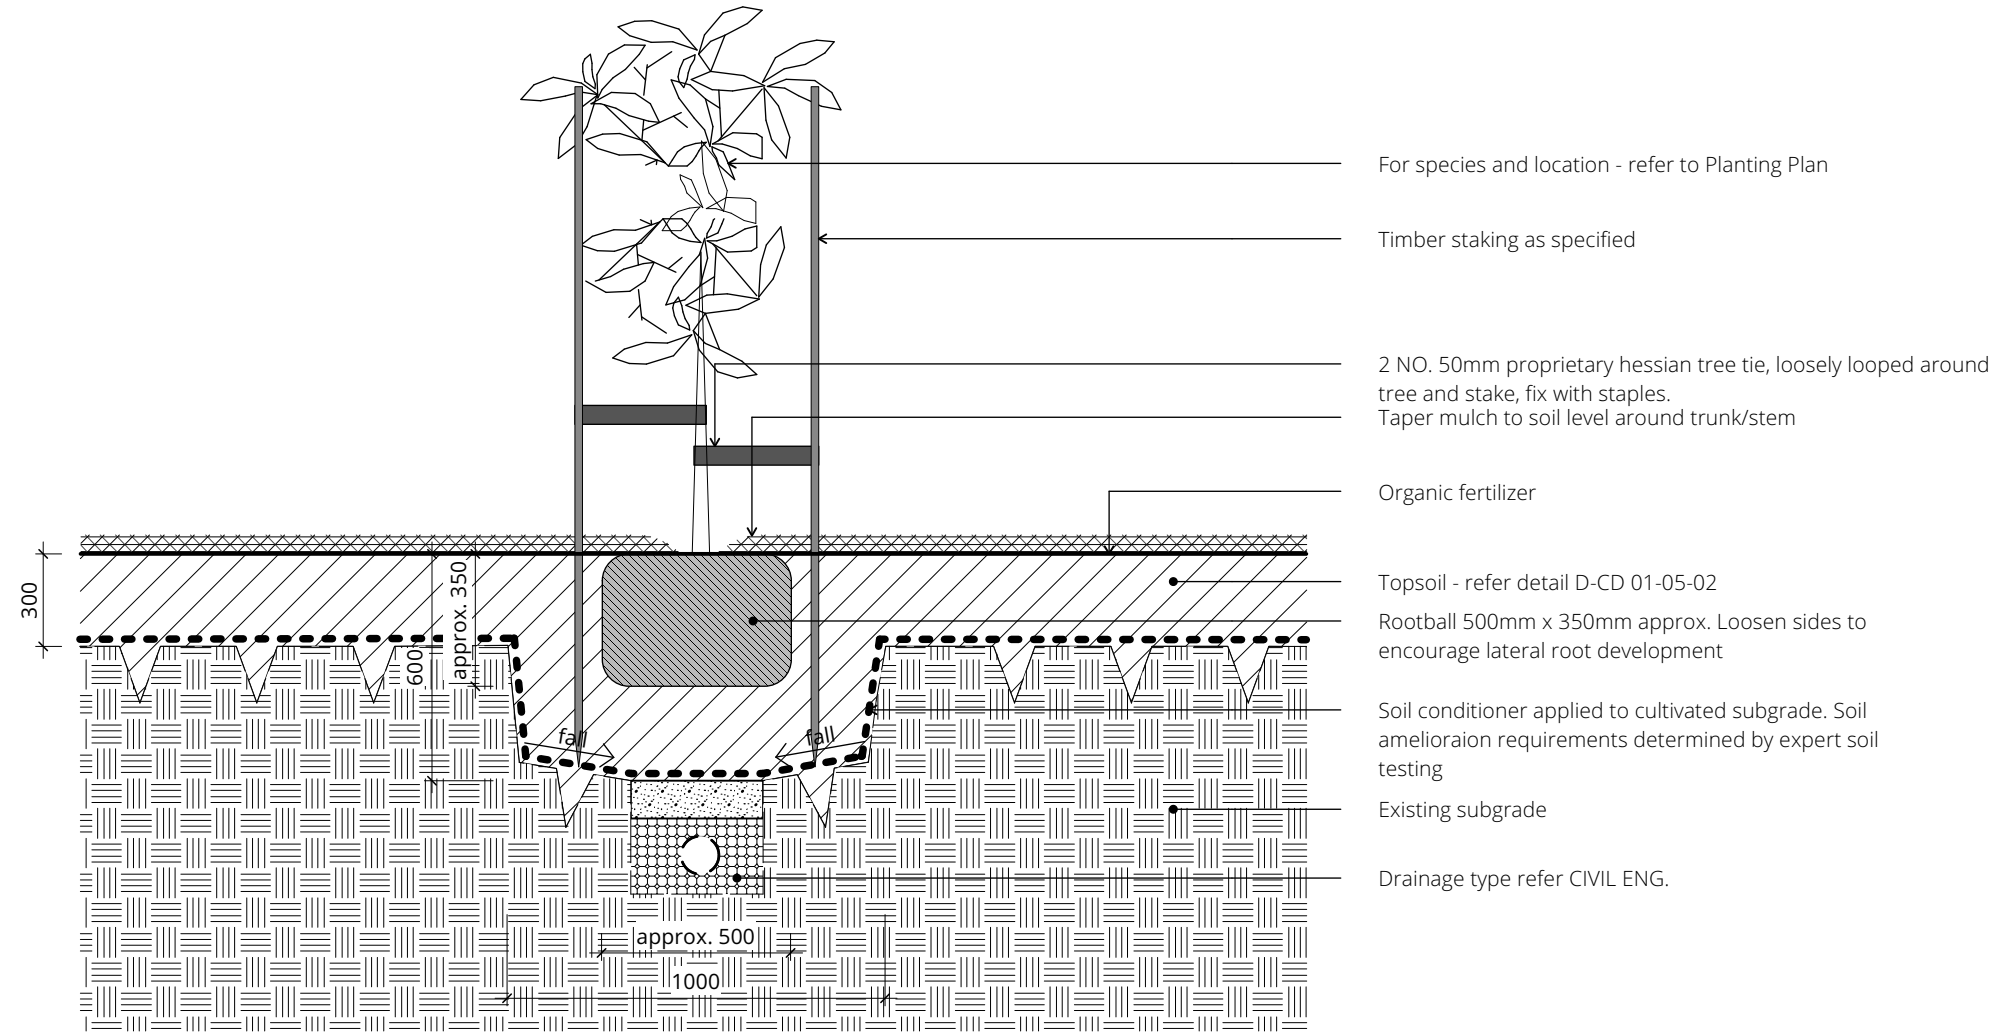 For species and location - refer to Planting Plan
Timber staking as specified
2 NO. 50mm proprietary hessian tree tie, loosely looped around
tree and stake, fix with staples.
Taper mulch to soil level around trunk/stem
Organic fertilizer
Topsoil - refer detail D-CD 01-05-02
Rootball 500mm x 350mm approx. Loosen sides to
encourage lateral root development
Soil conditioner applied to cultivated subgrade. Soil
amelioraion requirements determined by expert soil
testing
Existing subgrade
Drainage type refer CIVIL ENG.
300
600
approx. 350
fall
fall
approx. 500
1000